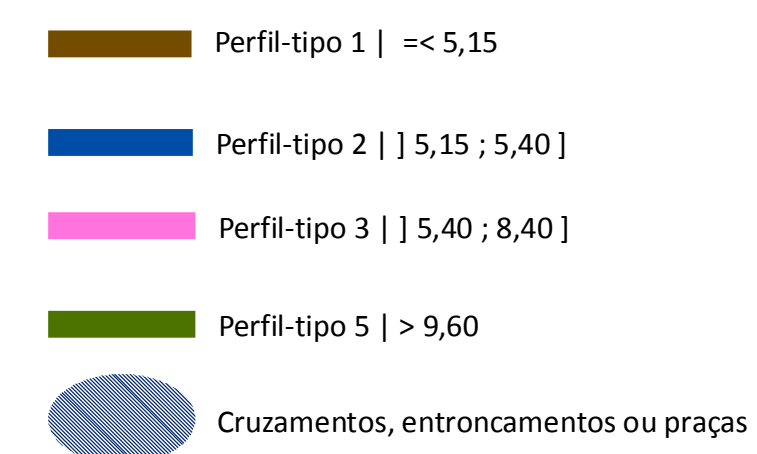 Perfil-tipo 1 | =< 5,15
Perfil-tipo 2 | ] 5,15 ; 5,40 ]
Perfil-tipo 3 | ] 5,40 ; 8,40 ]
Perfil-tipo 5 | > 9,60
Cruzamentos, entroncamentos ou praças